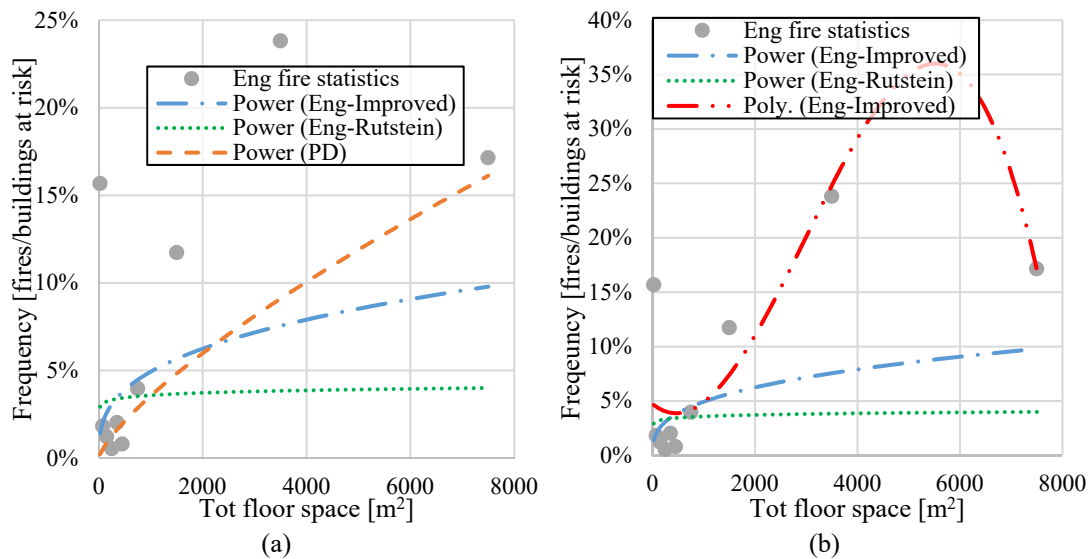 25%
20%
15%
10%
5%
0%
Frequency [fires/buildings at risk]
Eng fire statistics
Power (Eng-Improved)
Power (Eng-Rutstein)
Power (PD)
0
2000
4000
6000
8000
Tot floor space [m²]
(a)
40%
35%
30%
25%
20%
15%
10%
5%
0%
Freqeuncy [fires/buildings at risk]
Eng fire statistics
Power (Eng-Improved)
Power (Eng-Rutstein)
Poly. (Eng-Improved)
0
2000
4000
6000
8000
Tot floor space [m²]
(b)